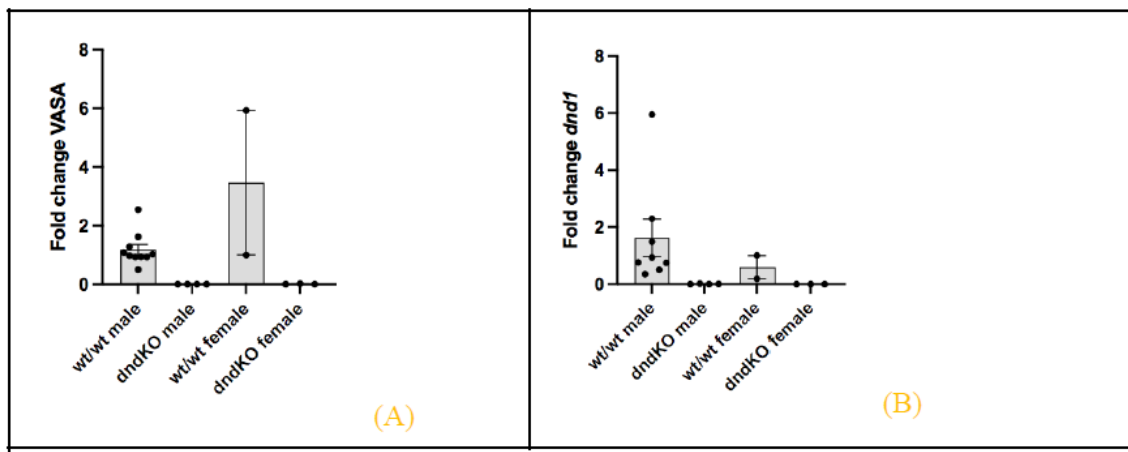 Fold change VASA
8
6
4
2
0
wt/wt male
dndKO male
wt/wt female
dndKO female
(A)
Fold change dnd1
8
6
4
2
0
wt/wt male
dndKO male
wt/wt female
dndKO female
(B)